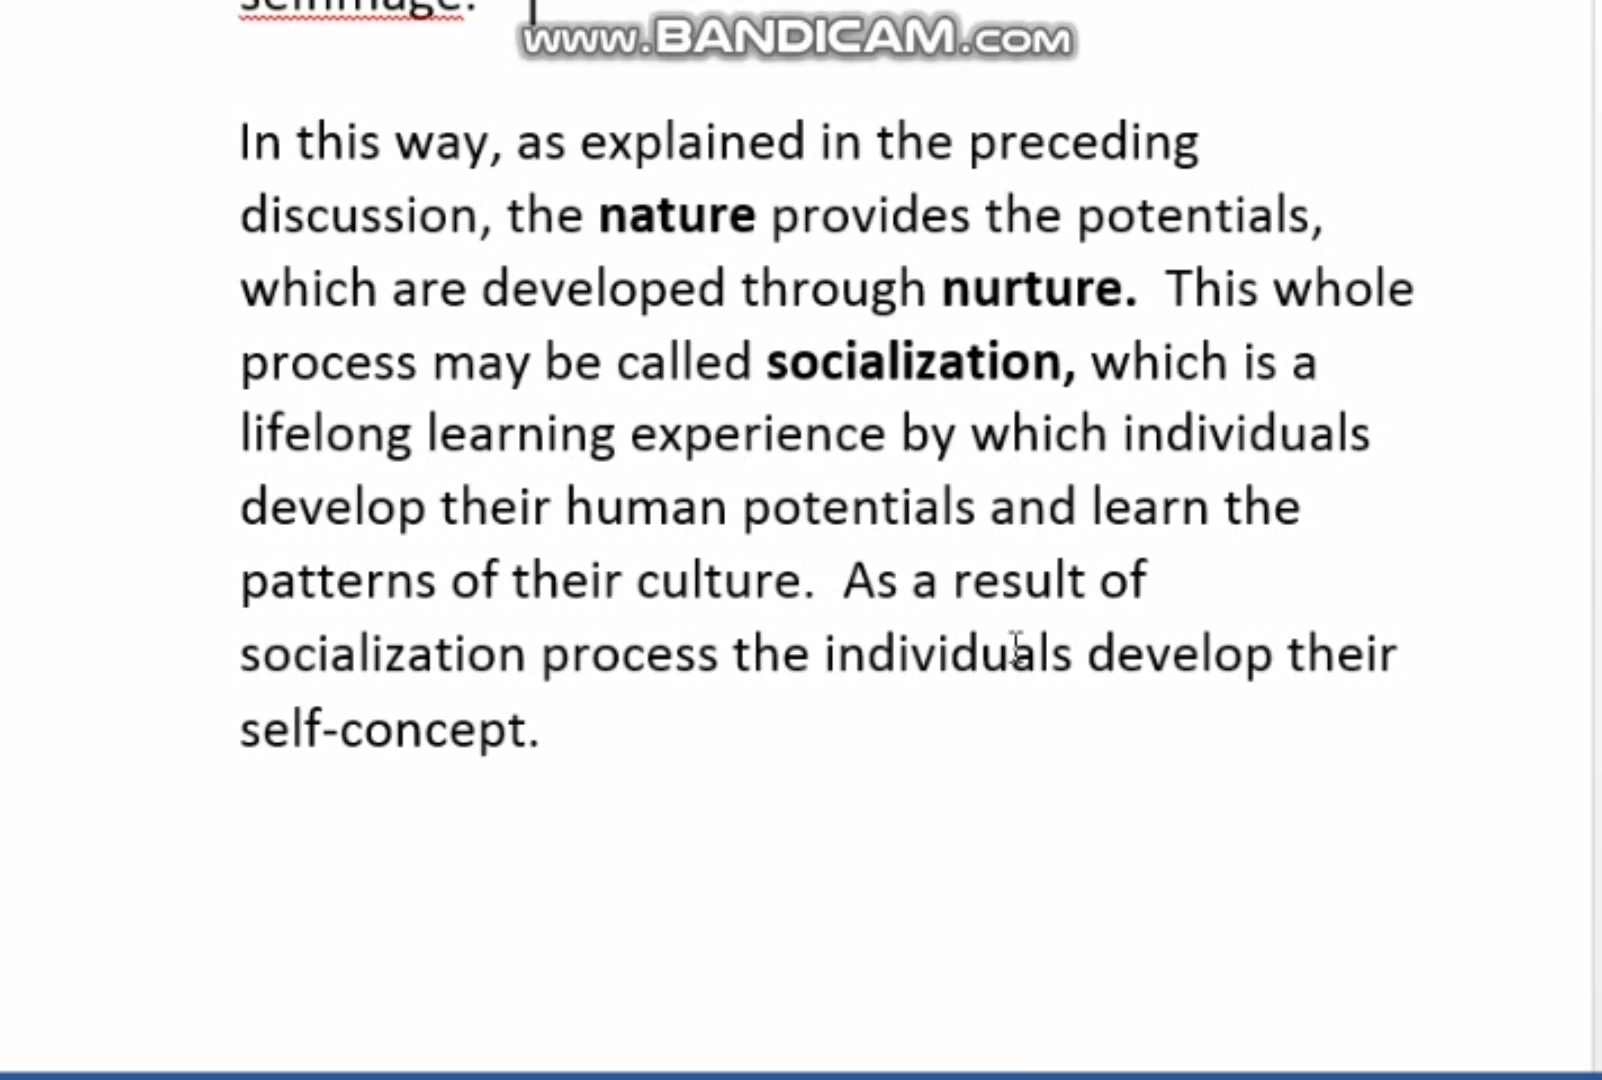 www.BANDICAM.com
In this way, as explained in the preceding
discussion, the nature provides the potentials,
which are developed through nurture. This whole
process may be called socialization, which is a
lifelong learning experience by which individuals
develop their human potentials and learn the
patterns of their culture. As a result of
socialization process the individuals develop their
self-concept.